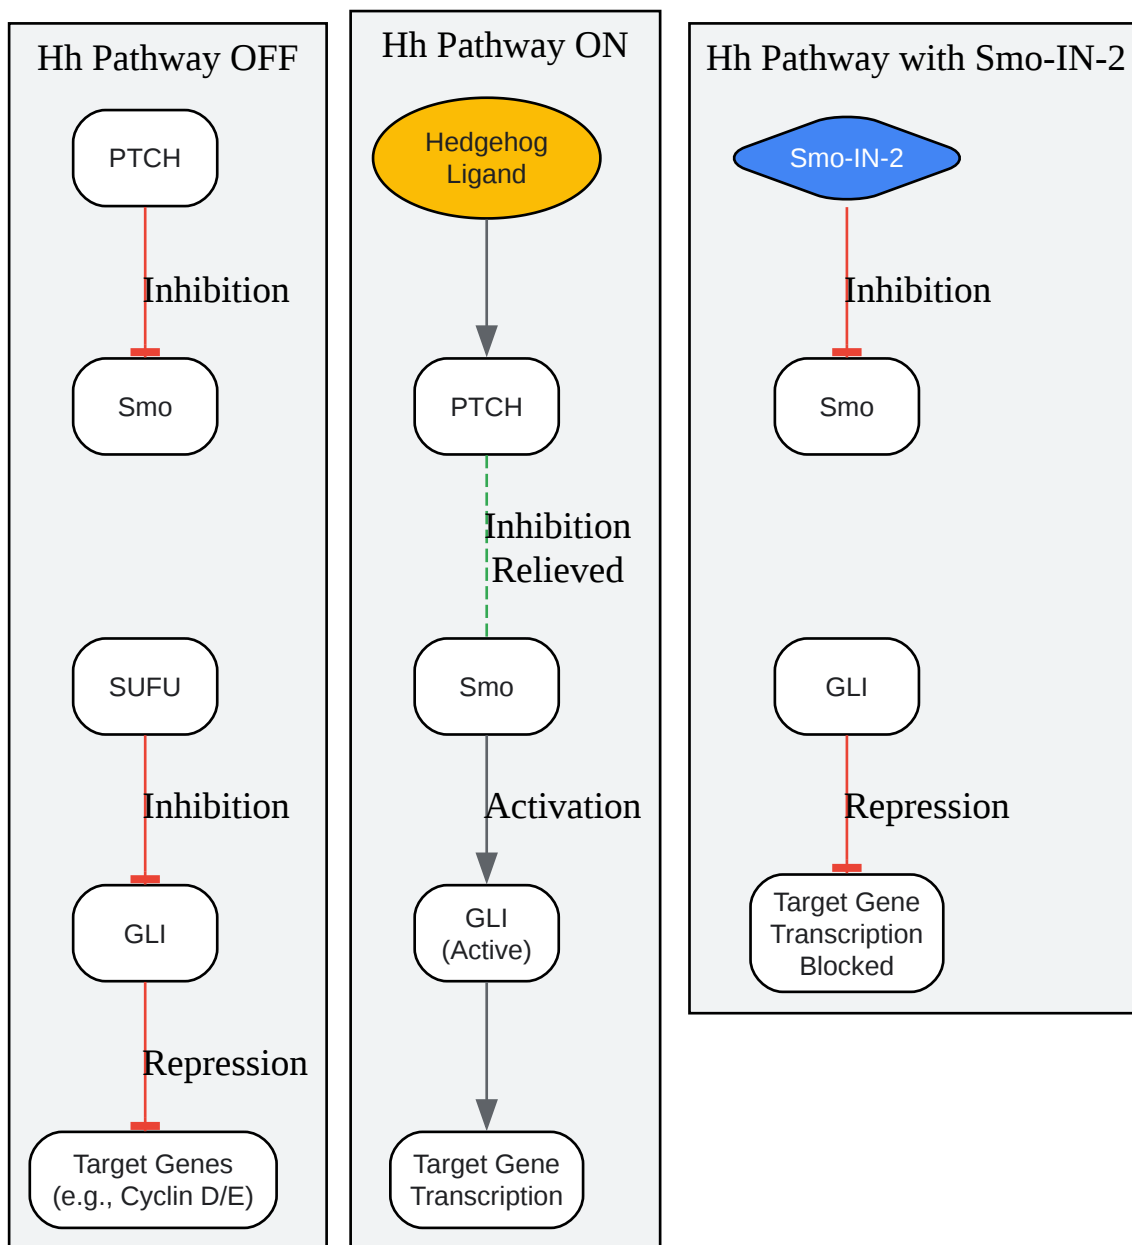 Hh Pathway OFF
PTCH
Inhibition
Smo
SUFU
Inhibition
GLI
Repression
Target Genes
(e.g., Cyclin D/E)
Hh Pathway ON
Hedgehog
Ligand
PTCH
Inhibition
Relieved
Smo
Activation
GLI
(Active)
Target Gene
Transcription
Hh Pathway with Smo-IN-2
Smo-IN-2
Inhibition
Smo
GLI
Repression
Target Gene
Transcription
Blocked